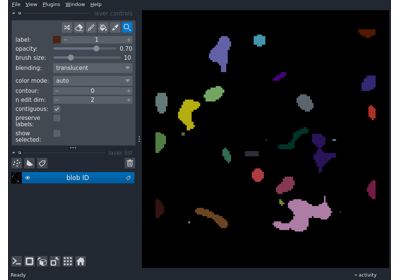 File View Plugins Window Help
layer controls
label: 1
opacity: 0.70
brush size: 10
blending: translucent
color mode: auto
contour: 0
n edit dim: 2
contiguous:
preserve
labels:
show
selected:
layer list
blob ID
Ready
activity